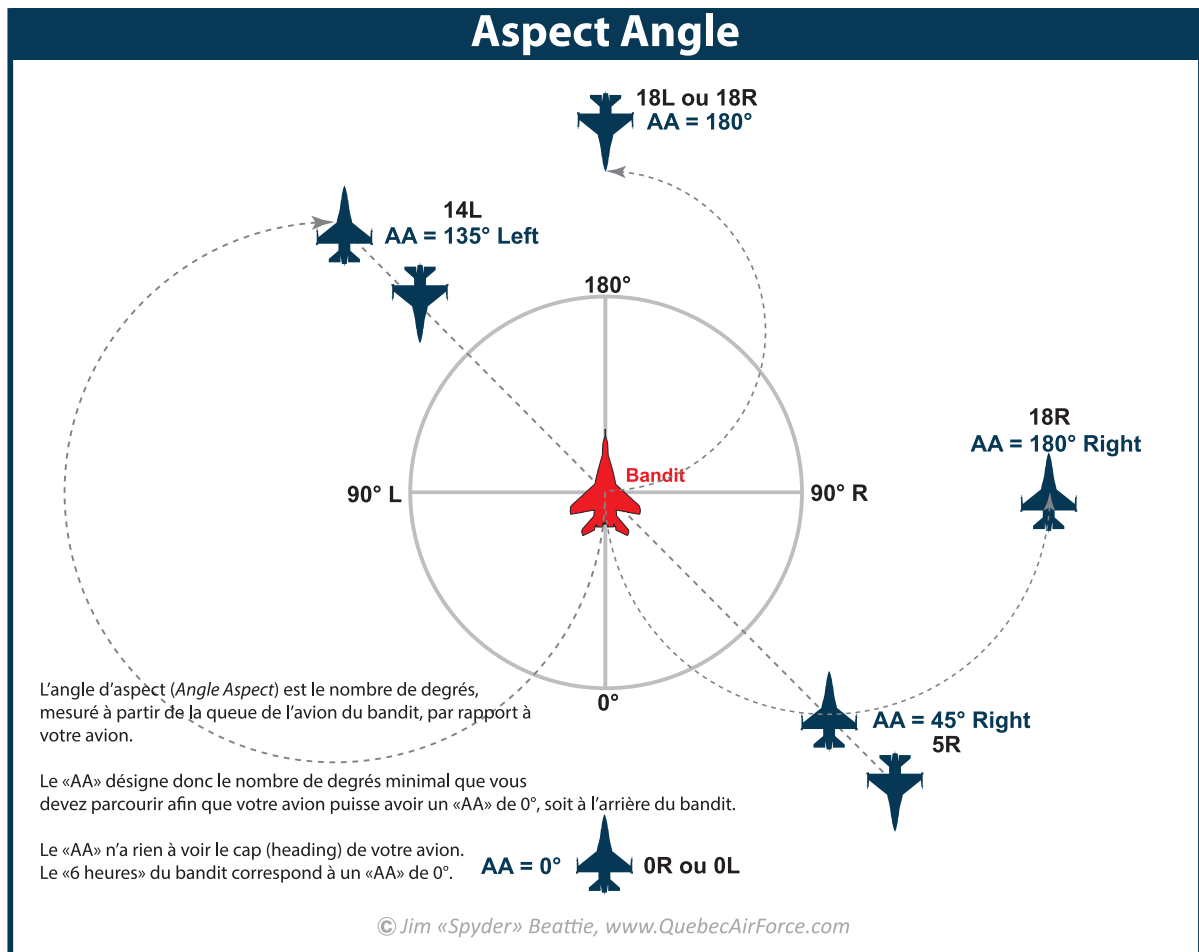 Aspect Angle
18L ou 18R
AA = 180°
14L
AA = 135° Left
180°
18R
AA = 180° Right
Bandit
90° L
90° R
L'angle d'aspect (Angle Aspect) est le nombre de degrés,
mesuré à partir de la queue de l'avion du bandit, par rapport à
votre avion.
0°
AA = 45° Right
5R
Le «AA» désigne donc le nombre de degrés minimal que vous
devez parcourir afin que votre avion puisse avoir un «AA» de 0°, soit à l'arrière du bandit.
Le «AA» n'a rien à voir le cap (heading) de votre avion.
Le «6 heures» du bandit correspond à un «AA» de 0°.
AA = 0°
0R ou 0L
© Jim «Spyder» Beattie, www.QuebecAirForce.com